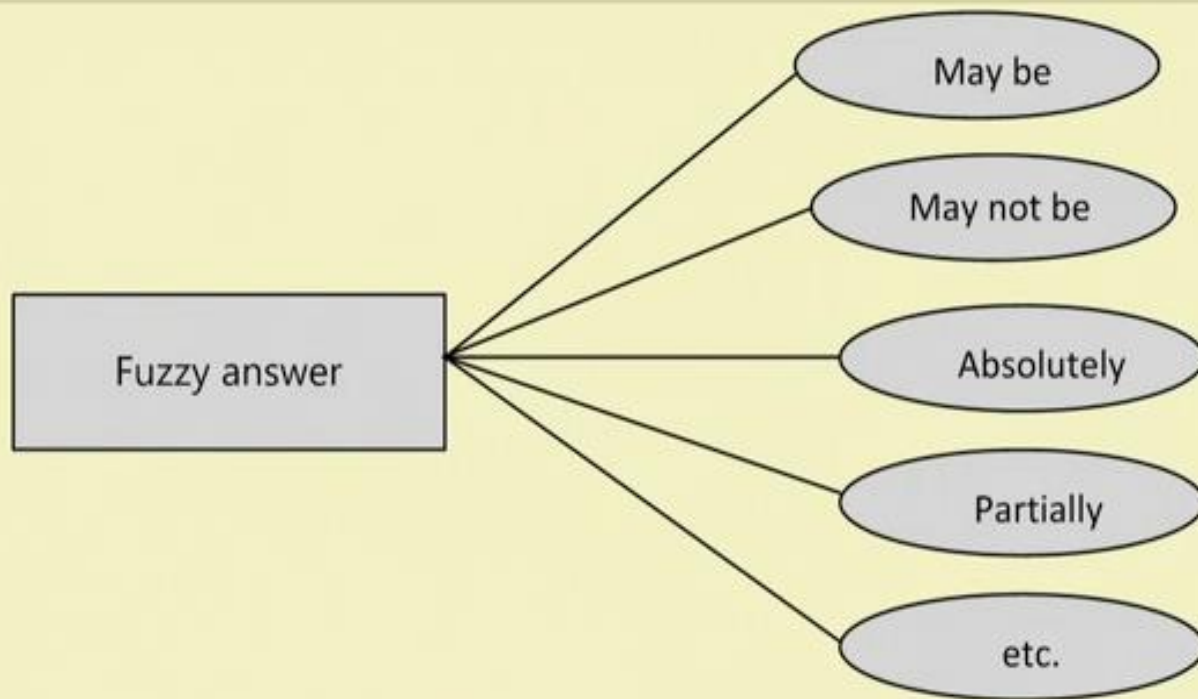 Fuzzy answer
May be
May not be
Absolutely
Partially
etc.